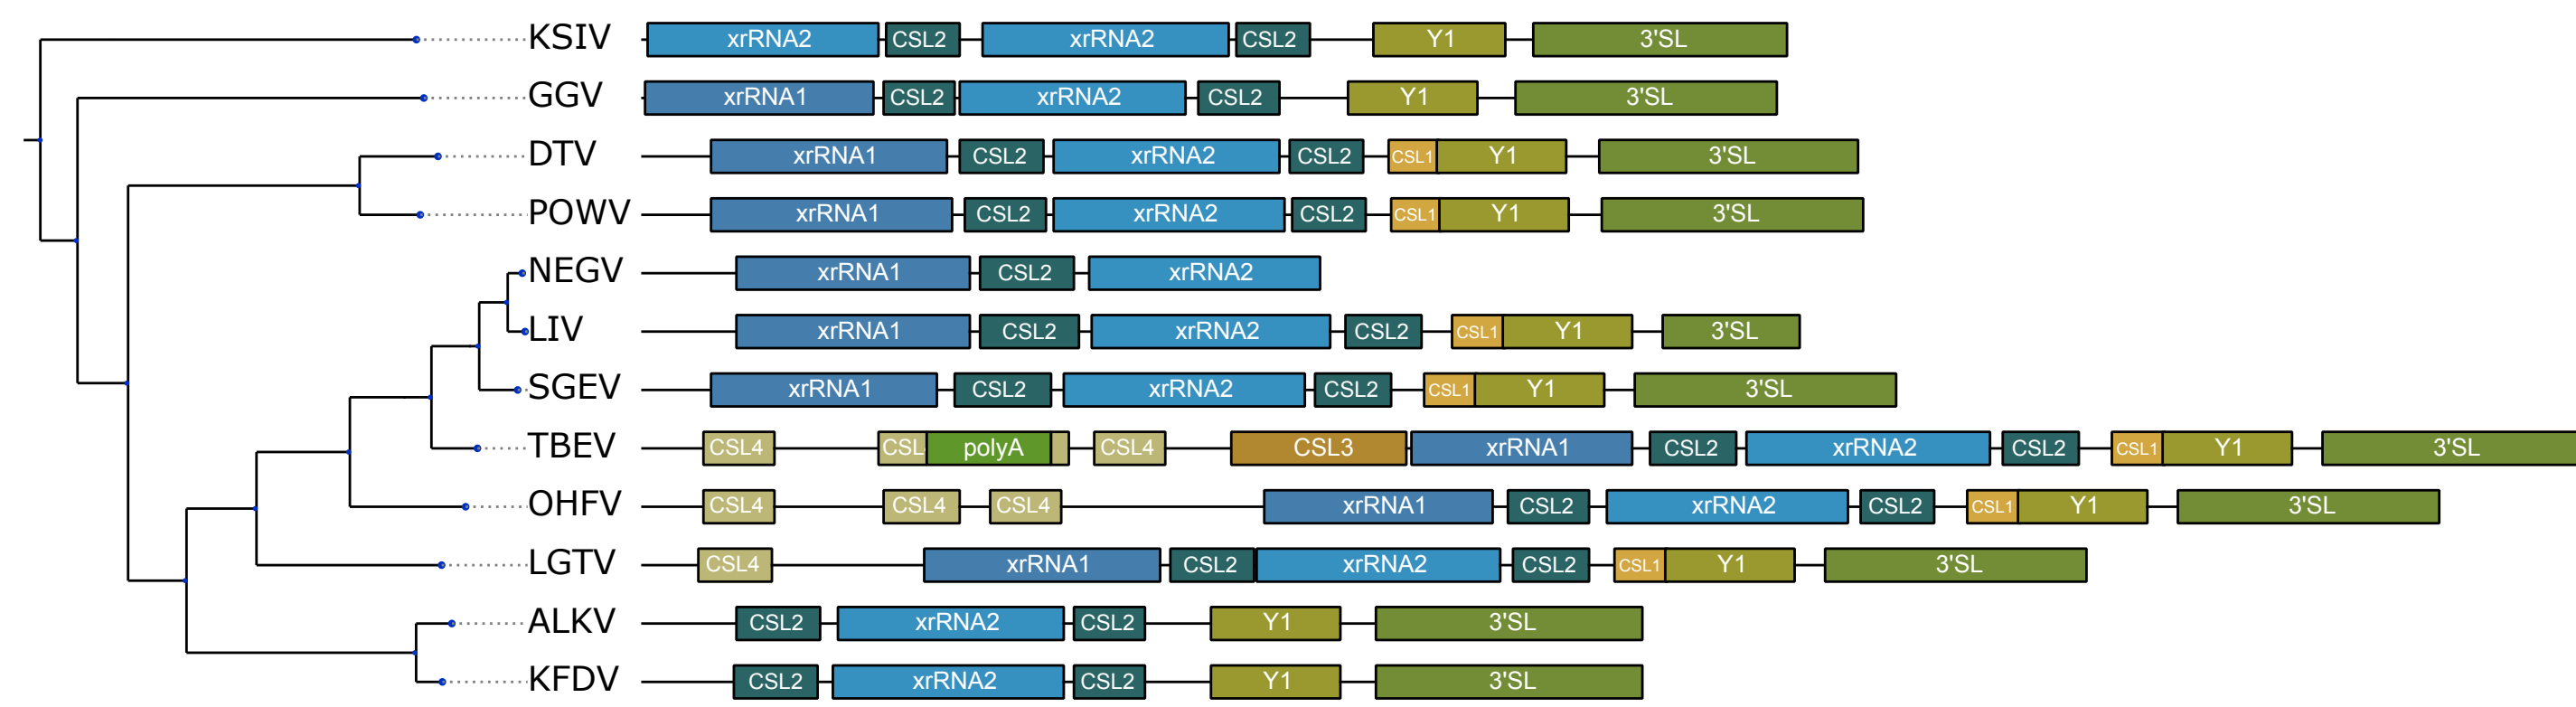 KSIV xrRNA2 CSL2 xrRNA2 CSL2 Y1 3'SL
GGV xrRNA1 CSL2 xrRNA2 CSL2 Y1 3'SL
DTV xrRNA1 CSL2 xrRNA2 CSL2 CSL1 Y1 3'SL
POWV xrRNA1 CSL2 xrRNA2 CSL2 CSL1 Y1 3'SL
NEGV xrRNA1 CSL2 xrRNA2
LIV xrRNA1 CSL2 xrRNA2 CSL2 CSL1 Y1 3'SL
SGEV xrRNA1 CSL2 xrRNA2 CSL2 CSL1 Y1 3'SL
TBEV CSL4 CSL polyA CSL4 CSL3 xrRNA1 CSL2 xrRNA2 CSL2 CSL1 Y1 3'SL
OHFV CSL4 CSL4 CSL4 xrRNA1 CSL2 xrRNA2 CSL2 CSL1 Y1 3'SL
LGTV CSL4 xrRNA1 CSL2 xrRNA2 CSL2 CSL1 Y1 3'SL
ALKV CSL2 xrRNA2 CSL2 Y1 3'SL
KFDV CSL2 xrRNA2 CSL2 Y1 3'SL